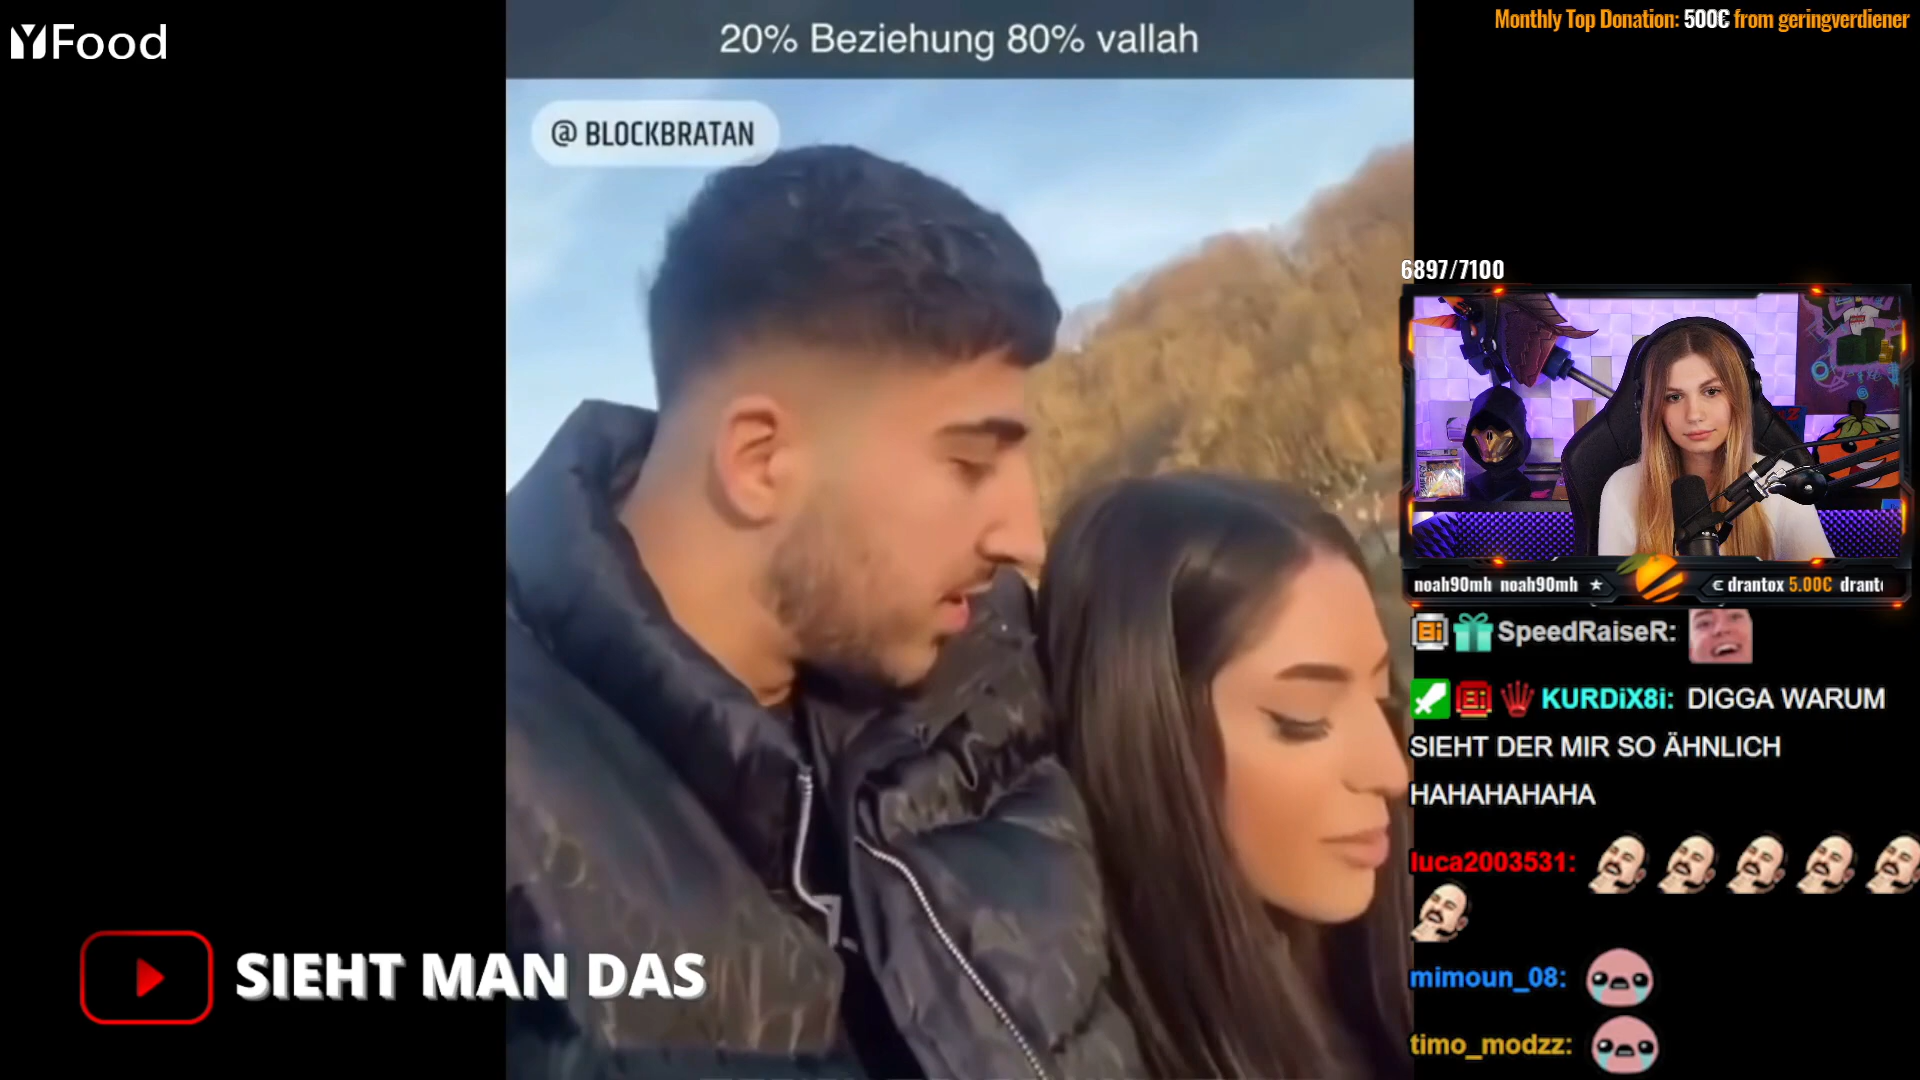 YFood
20% Beziehung 80% vallah
@ BLOCKBRATAN
SIEHT MAN DAS
Monthly Top Donation: 500€ from geringverdiener
6897/7100
noah90mh noah90mh
drantox 5.00€
SpeedRaiseR:
KURDiX8i: DIGGA WARUM
SIEHT DER MIR SO ÄHNLICH
HAHAHAHAHA
luca2003531:
mimoun_08:
timo_modzz: